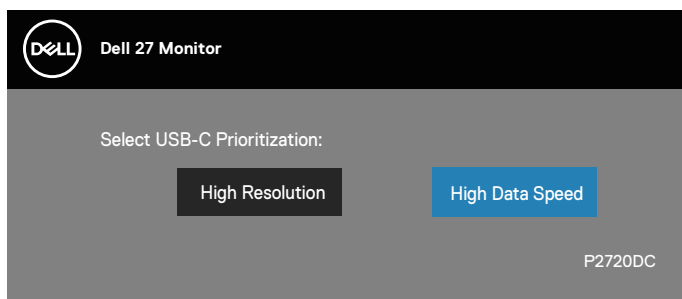 DELL
Dell 27 Monitor
Select USB-C Prioritization:
High Resolution
High Data Speed
P2720DC